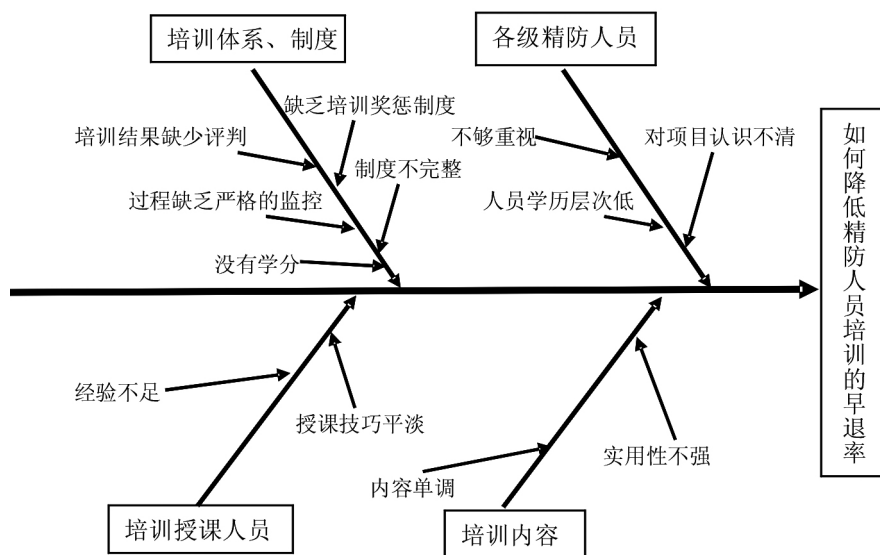 培训体系、制度
各级精防人员
缺乏培训奖惩制度
培训结果缺少评判
不够重视
对项目认识不清
制度不完整
过程缺乏严格的监控
人员学历层次低
没有学分
如何降低精防人员培训的早退率
经验不足
授课技巧平淡
实用性不强
内容单调
培训授课人员
培训内容